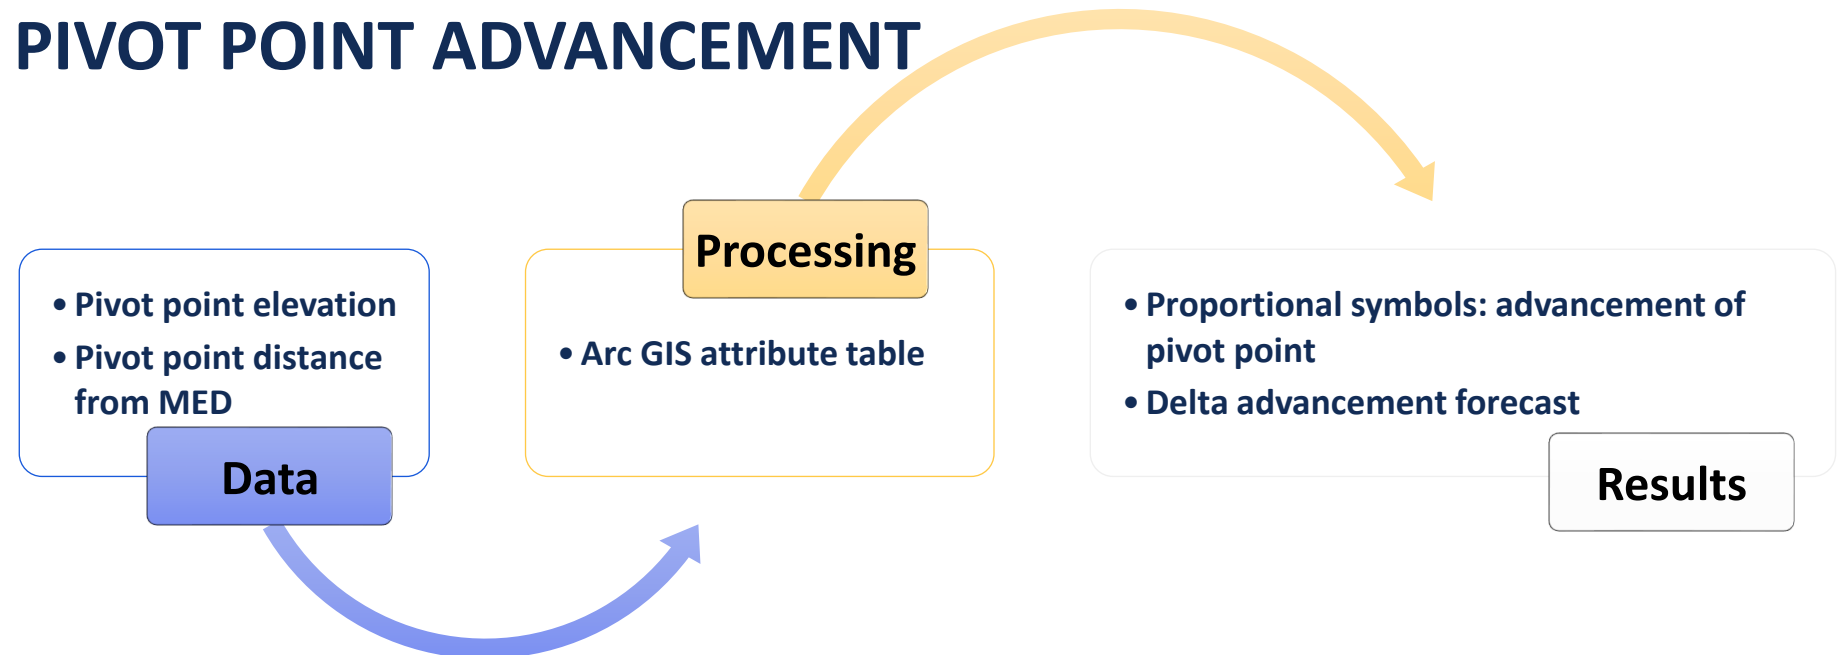 PIVOT POINT ADVANCEMENT
• Pivot point elevation
• Pivot point distance
from MED
Data
Processing
• Arc GIS attribute table
• Proportional symbols: advancement of
pivot point
• Delta advancement forecast
Results